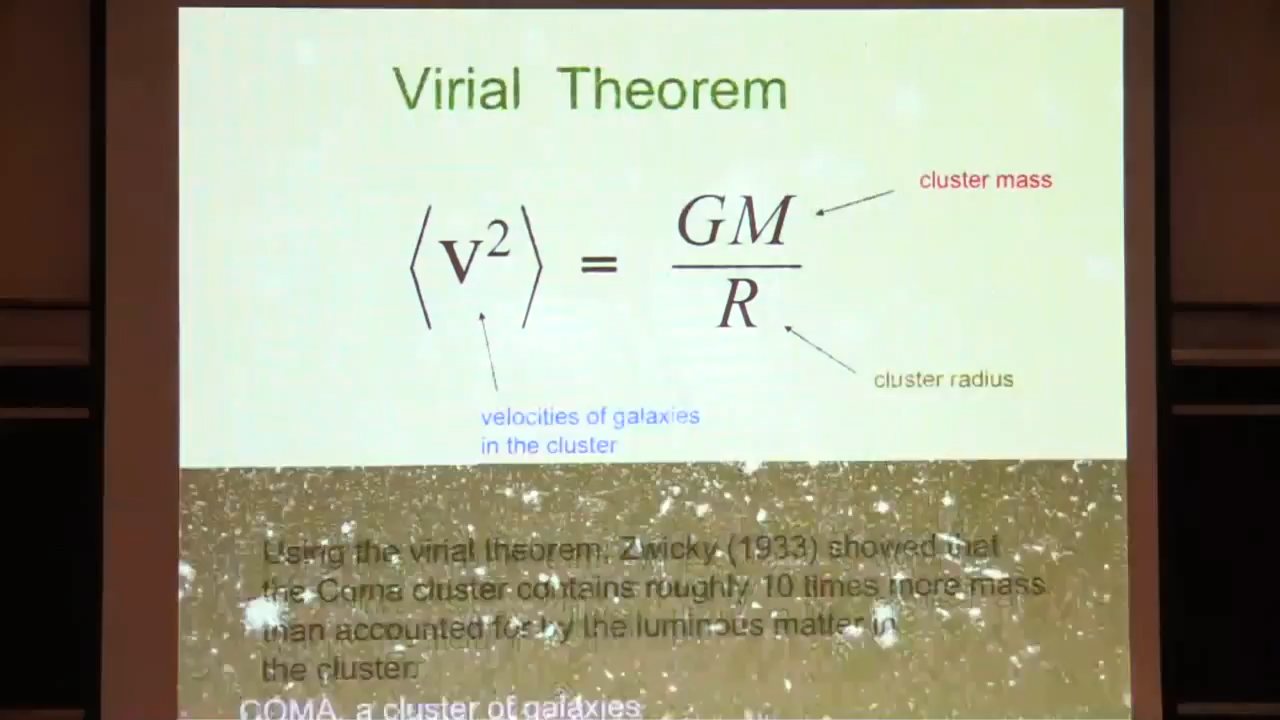 Virial Theorem
cluster mass
⟨v²⟩ = GM / R
cluster radius
velocities of galaxies
in the cluster
Using the virial theorem, Zwicky (1933) showed that
the Coma cluster contains roughly 10 times more mass
than accounted for by the luminous matter in
the cluster.
COMA, a cluster of galaxies